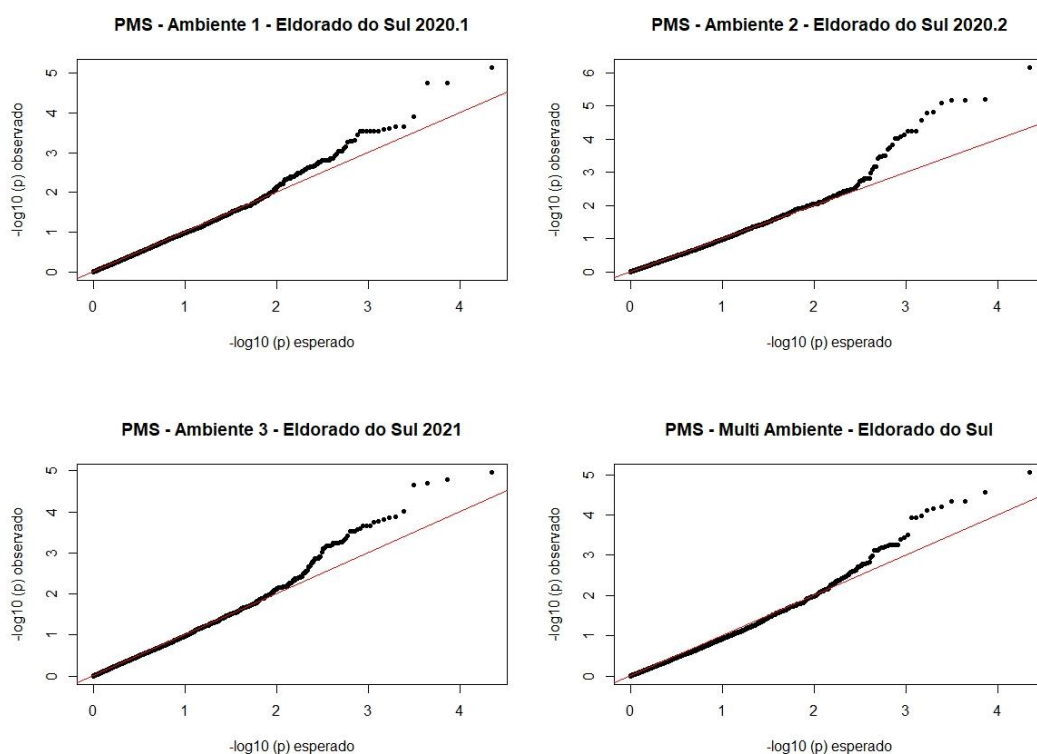 PMS - Ambiente 1 - Eldorado do Sul 2020.1
5
4
3
2
1
0
-log10 (p) observado
0 1 2 3 4
-log10 (p) esperado
PMS - Ambiente 2 - Eldorado do Sul 2020.2
6
5
4
3
2
1
0
-log10 (p) observado
0 1 2 3 4
-log10 (p) esperado
PMS - Ambiente 3 - Eldorado do Sul 2021
5
4
3
2
1
0
-log10 (p) observado
0 1 2 3 4
-log10 (p) esperado
PMS - Multi Ambiente - Eldorado do Sul
5
4
3
2
1
0
-log10 (p) observado
0 1 2 3 4
-log10 (p) esperado